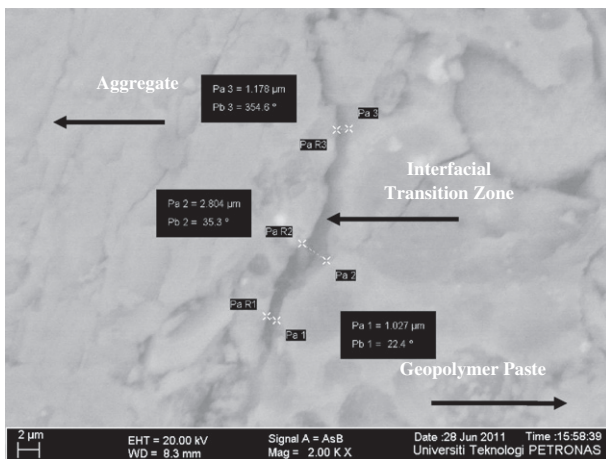 Aggregate
Pa 3 = 1.178 µm
Pb 3 = 354.6 °
Pa 3
Pa R3
Interfacial
Transition Zone
Pa 2 = 2.804 µm
Pb 2 = 35.3 °
Pa R2
Pa 2
Pa R1
Pa 1
Pa 1 = 1.027 µm
Pb 1 = 22.4 °
Geopolymer Paste
2 µm
EHT = 20.00 kV
WD = 8.3 mm
Signal A = AsB
Mag = 2.00 K X
Date :28 Jun 2011 Time :15:58:39
Universiti Teknologi PETRONAS